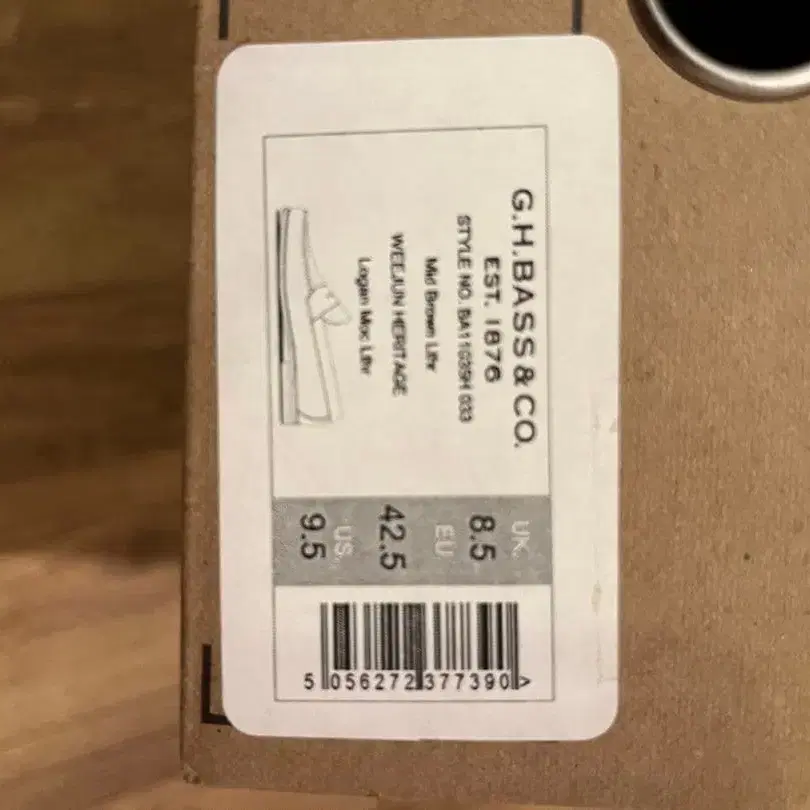 G.H.BASS & CO.
EST. 1876
STYLE NO. BA11035H 033
Mid Brown Lthr
WEEJUN HERITAGE
Logan Moc Lthr
UK
8.5
EU
42.5
US
9.5
5 056272 377390 >